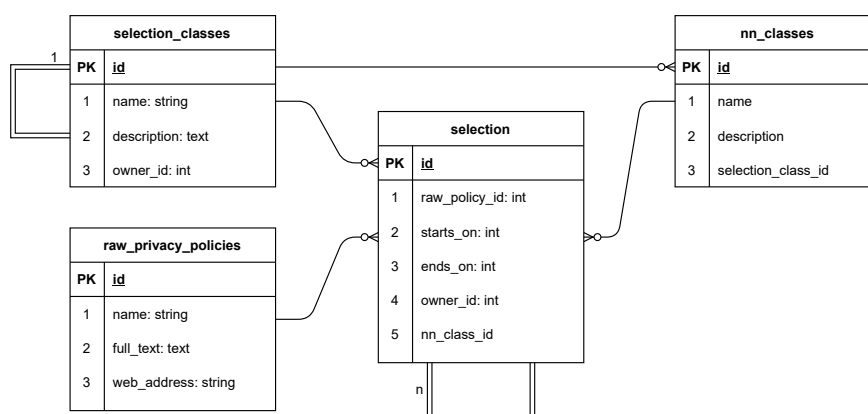 selection_classes
1
PK id
1 name: string
2 description: text
3 owner_id: int
nn_classes
PK id
1 name
2 description
3 selection_class_id
selection
PK id
1 raw_policy_id: int
2 starts_on: int
3 ends_on: int
4 owner_id: int
5 nn_class_id
n
raw_privacy_policies
PK id
1 name: string
2 full_text: text
3 web_address: string